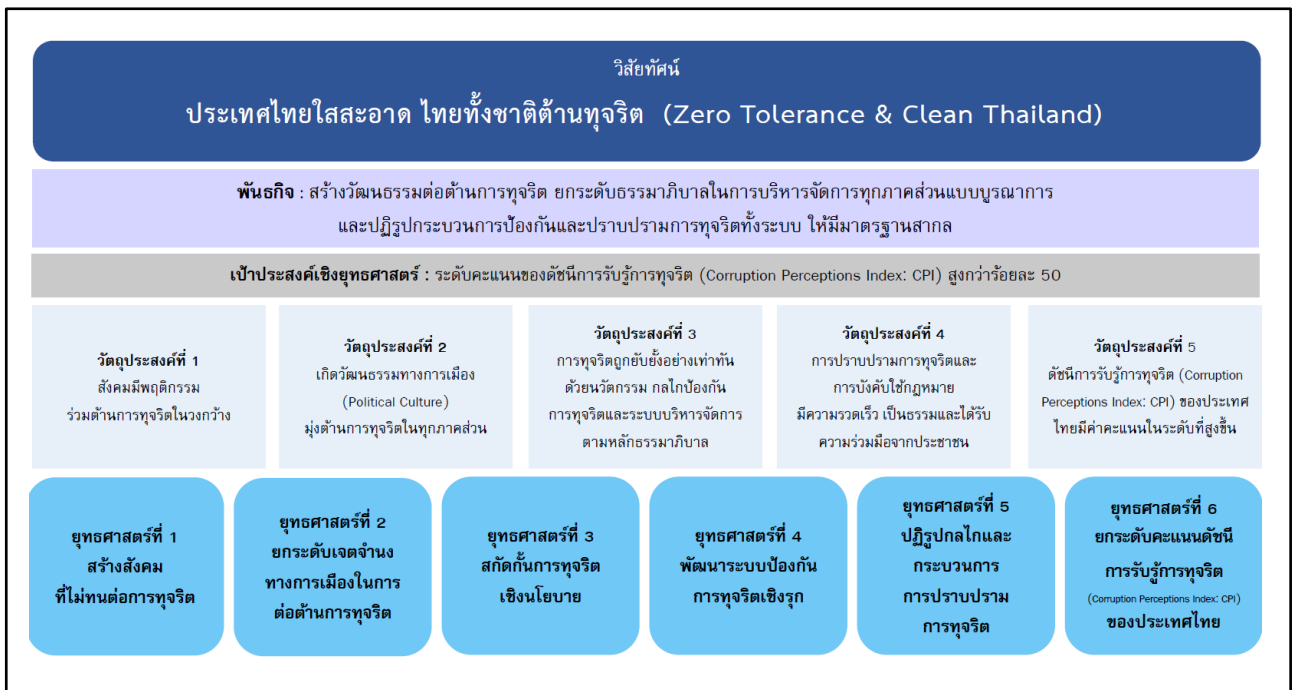 วิสัยทัศน์
ประเทศไทยใสสะอาด ไทยทั้งชาติต้านทุจริต (Zero Tolerance & Clean Thailand)
พันธกิจ : สร้างวัฒนธรรมต่อต้านการทุจริต ยกระดับธรรมาภิบาลในการบริหารจัดการทุกภาคส่วนแบบบูรณาการ
และปฏิรูปกระบวนการป้องกันและปราบปรามการทุจริตทั้งระบบ ให้มีมาตรฐานสากล
เป้าประสงค์เชิงยุทธศาสตร์ : ระดับคะแนนของดัชนีการรับรู้การทุจริต (Corruption Perceptions Index: CPI) สูงกว่าร้อยละ 50
วัตถุประสงค์ที่ 1
สังคมมีพฤติกรรม
ร่วมต้านการทุจริตในวงกว้าง
วัตถุประสงค์ที่ 2
เกิดวัฒนธรรมทางการเมือง
(Political Culture)
มุ่งต้านการทุจริตในทุกภาคส่วน
วัตถุประสงค์ที่ 3
การทุจริตถูกยับยั้งอย่างเท่าทัน
ด้วยนวัตกรรม กลไกป้องกัน
การทุจริตและระบบบริหารจัดการ
ตามหลักธรรมาภิบาล
วัตถุประสงค์ที่ 4
การปราบปรามการทุจริตและ
การบังคับใช้กฎหมาย
มีความรวดเร็ว เป็นธรรมและได้รับ
ความร่วมมือจากประชาชน
วัตถุประสงค์ที่ 5
ดัชนีการรับรู้การทุจริต (Corruption
Perceptions Index: CPI) ของประเทศ
ไทยมีค่าคะแนนในระดับที่สูงขึ้น
ยุทธศาสตร์ที่ 1
สร้างสังคม
ที่ไม่ทนต่อการทุจริต
ยุทธศาสตร์ที่ 2
ยกระดับเจตจำนง
ทางการเมืองในการ
ต่อต้านการทุจริต
ยุทธศาสตร์ที่ 3
สกัดกั้นการทุจริต
เชิงนโยบาย
ยุทธศาสตร์ที่ 4
พัฒนาระบบป้องกัน
การทุจริตเชิงรุก
ยุทธศาสตร์ที่ 5
ปฏิรูปกลไกและ
กระบวนการ
การปราบปราม
การทุจริต
ยุทธศาสตร์ที่ 6
ยกระดับคะแนนดัชนี
การรับรู้การทุจริต
(Corruption Perceptions Index: CPI)
ของประเทศไทย